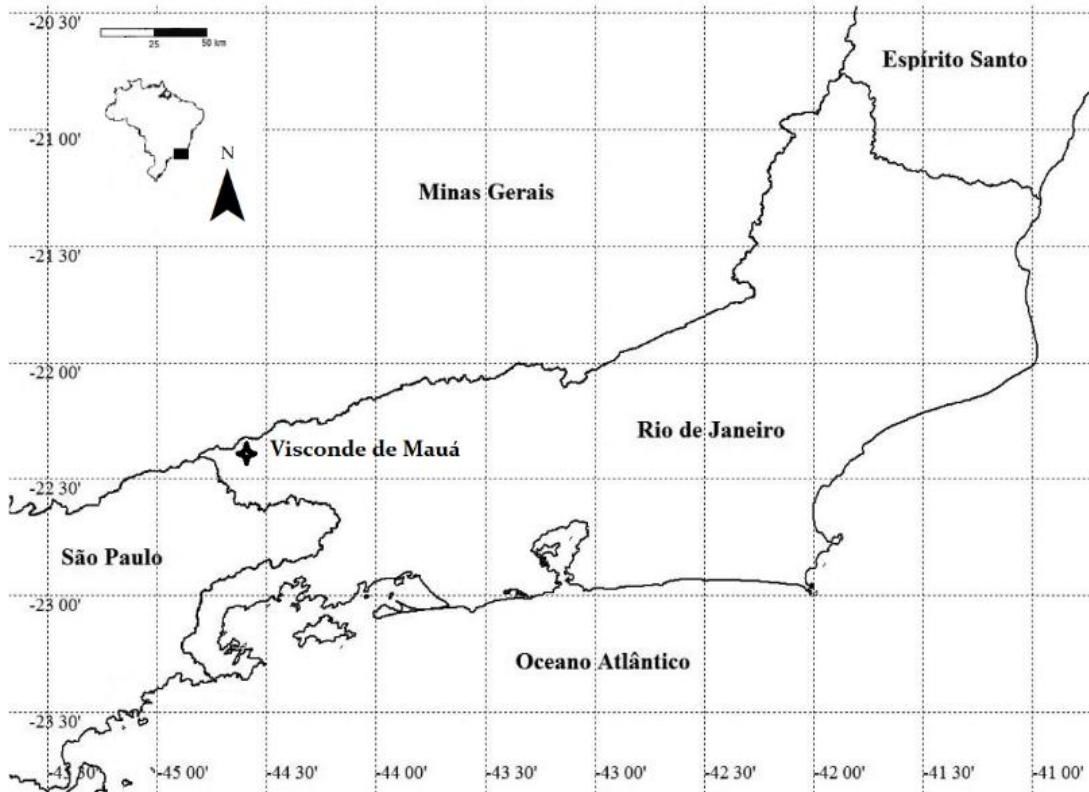 -20 30'
25
50 km
Espírito Santo
-21 00'
N
Minas Gerais
-21 30'
-22 00'
Rio de Janeiro
Visconde de Mauá
-22 30'
São Paulo
-23 00'
Oceano Atlântico
-23 30'
-45 30'
-45 00'
-44 30'
-44 00'
-43 30'
-43 00'
-42 30'
-42 00'
-41 30'
-41 00'